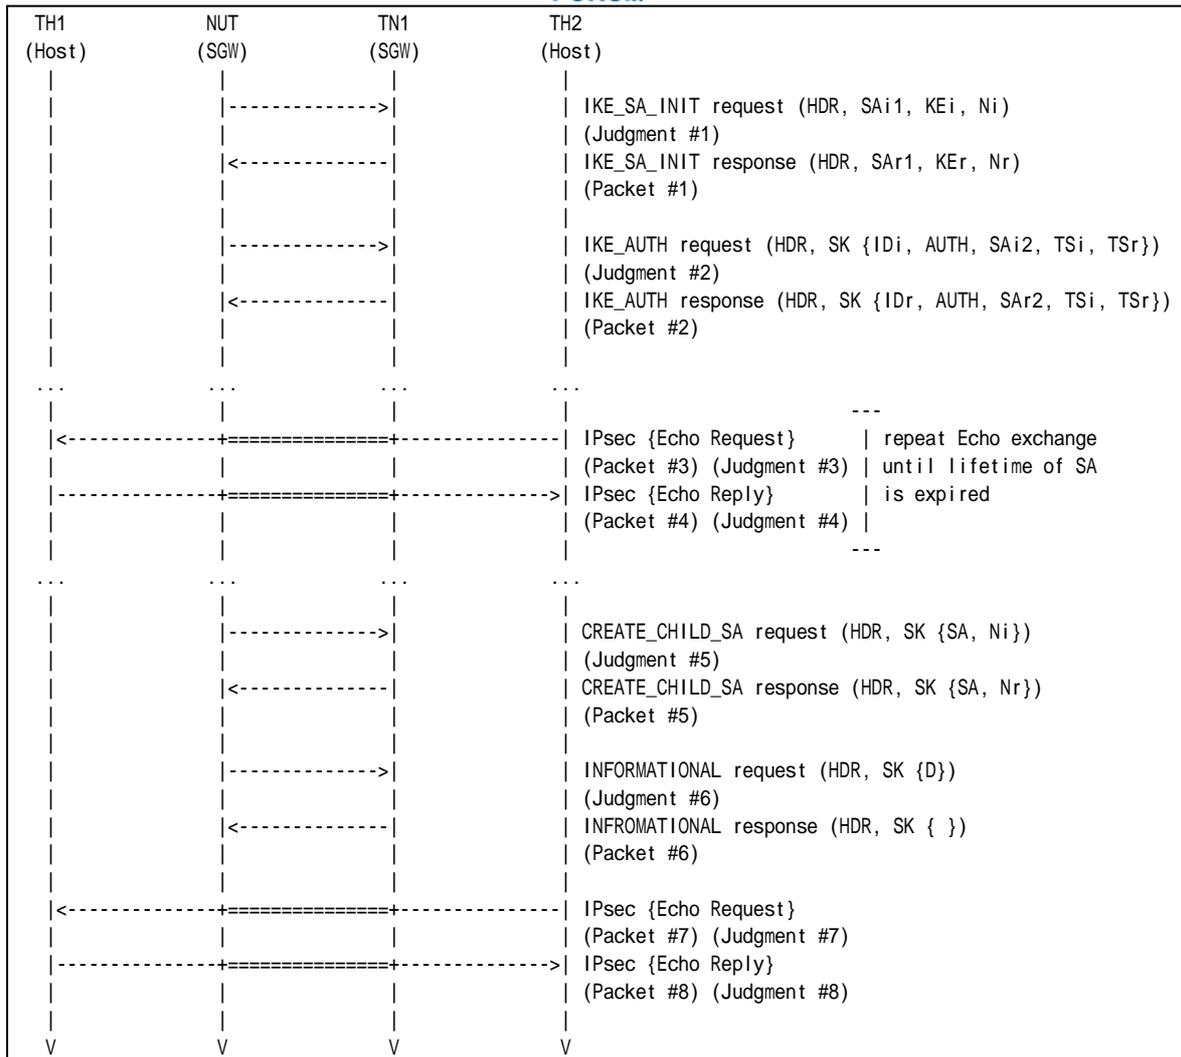 TH1 NUT TN1 TH2
(Host) (SGW) (SGW) (Host)
| | | |
| |-------------->| | IKE_SA_INIT request (HDR, SAi1, KEi, Ni)
| | | | (Judgment #1)
| |<--------------| | IKE_SA_INIT response (HDR, SAr1, KEr, Nr)
| | | | (Packet #1)
| | | |
| |-------------->| | IKE_AUTH request (HDR, SK {IDi, AUTH, SAi2, TSi, TSr})
| | | | (Judgment #2)
| |<--------------| | IKE_AUTH response (HDR, SK {IDr, AUTH, SAr2, TSi, TSr})
| | | | (Packet #2)
| | | |
... ... ... ...
| | | | ---
|<--------------+===============+--------------| IPsec {Echo Request} | repeat Echo exchange
| | | | (Packet #3) (Judgment #3) | until lifetime of SA
|---------------+===============+------------->| IPsec {Echo Reply} | is expired
| | | | (Packet #4) (Judgment #4) |
| | | | ---
... ... ... ...
| | | |
| |-------------->| | CREATE_CHILD_SA request (HDR, SK {SA, Ni})
| | | | (Judgment #5)
| |<--------------| | CREATE_CHILD_SA response (HDR, SK {SA, Nr})
| | | | (Packet #5)
| | | |
| |-------------->| | INFORMATIONAL request (HDR, SK {D})
| | | | (Judgment #6)
| |<--------------| | INFROMATIONAL response (HDR, SK { })
| | | | (Packet #6)
| | | |
|<--------------+===============+--------------| IPsec {Echo Request}
| | | | (Packet #7) (Judgment #7)
|---------------+===============+------------->| IPsec {Echo Reply}
| | | | (Packet #8) (Judgment #8)
| | | |
V V V V